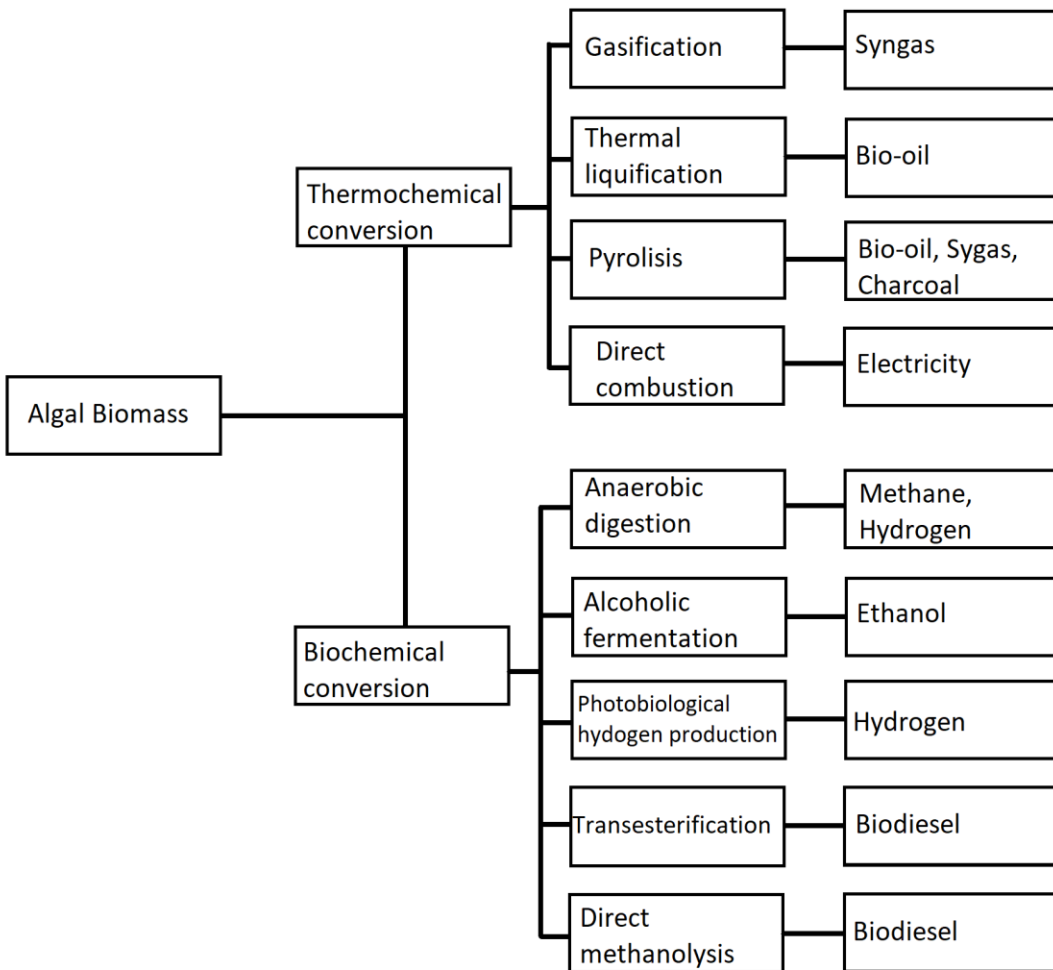 Gasification
Syngas
Thermal
liquification
Bio-oil
Thermochemical
conversion
Pyrolisis
Bio-oil, Sygas,
Charcoal
Direct
combustion
Electricity
Algal Biomass
Anaerobic
digestion
Methane,
Hydrogen
Alcoholic
fermentation
Ethanol
Biochemical
conversion
Photobiological
hydogen production
Hydrogen
Transesterification
Biodiesel
Direct
methanolysis
Biodiesel